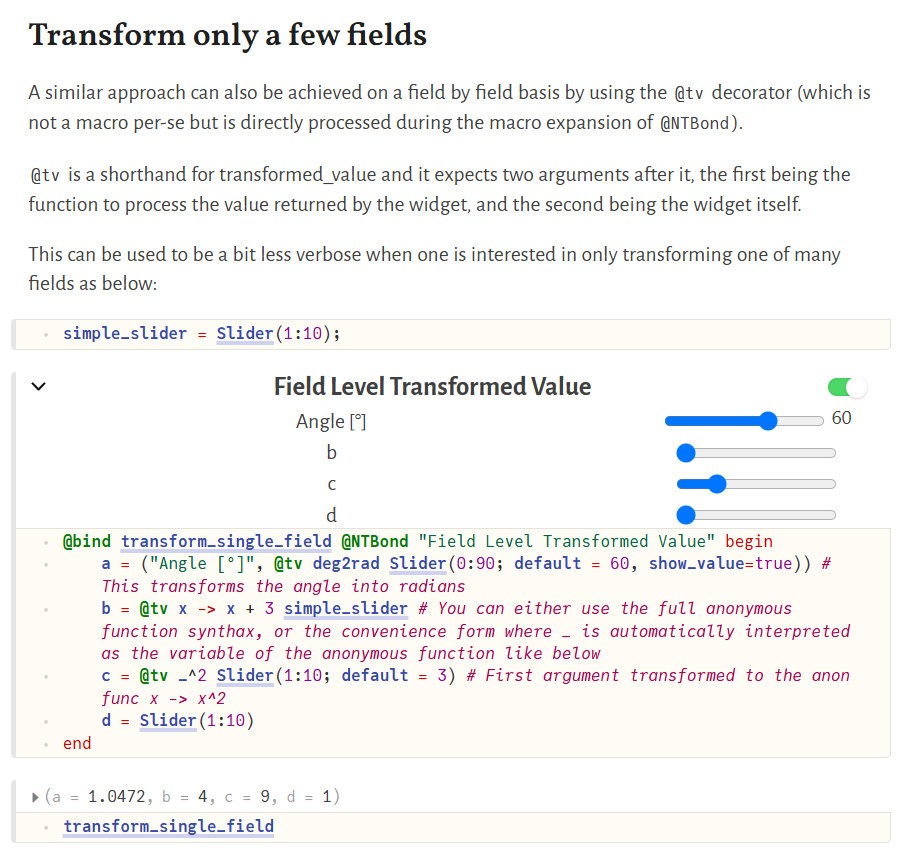 Transform only a few fields
A similar approach can also be achieved on a field by field basis by using the @tv decorator (which is
not a macro per-se but is directly processed during the macro expansion of @NTBond).
@tv is a shorthand for transformed_value and it expects two arguments after it, the first being the
function to process the value returned by the widget, and the second being the widget itself.
This can be used to be a bit less verbose when one is interested in only transforming one of many
fields as below:
simple_slider = Slider(1:10);
Field Level Transformed Value
Angle [°] 60
b
c
d
@bind transform_single_field @NTBond "Field Level Transformed Value" begin
a = ("Angle [°]", @tv deg2rad Slider(0:90; default = 60, show_value=true)) #
This transforms the angle into radians
b = @tv x -> x + 3 simple_slider # You can either use the full anonymous
function synthax, or the convenience form where _ is automatically interpreted
as the variable of the anonymous function like below
c = @tv _^2 Slider(1:10; default = 3) # First argument transformed to the anon
func x -> x^2
d = Slider(1:10)
end
(a = 1.0472, b = 4, c = 9, d = 1)
transform_single_field